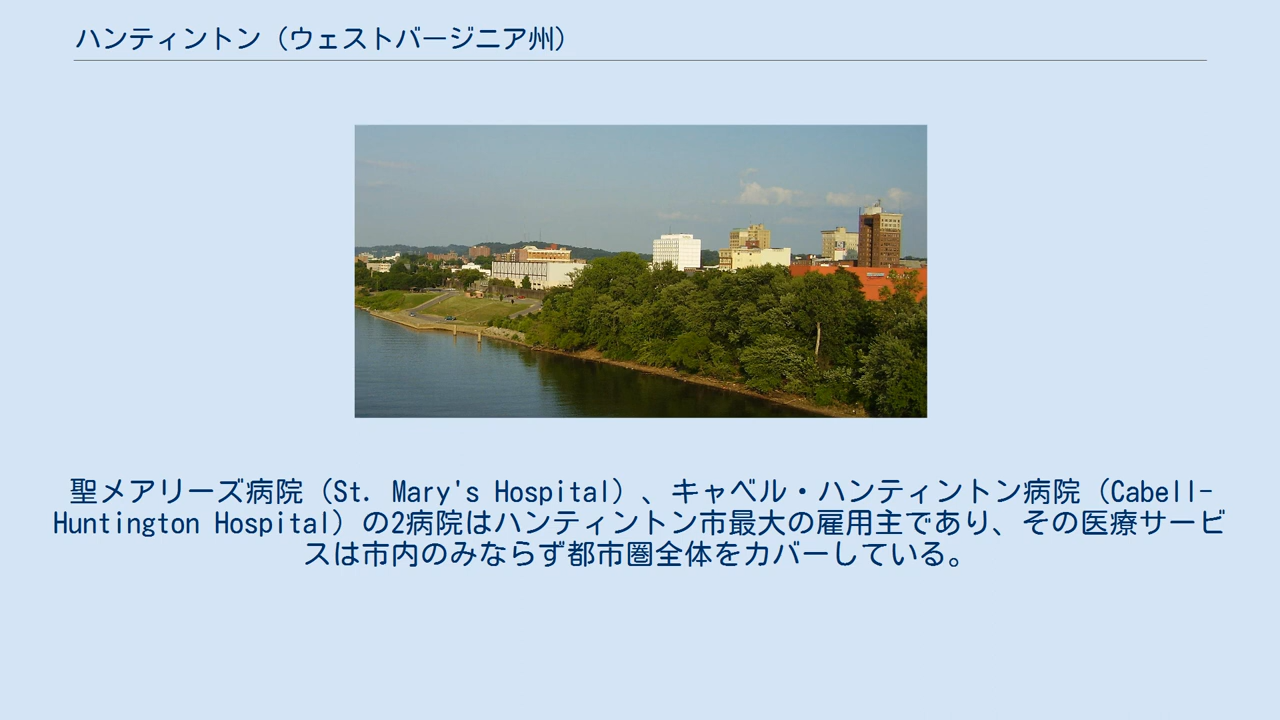 ハンティントン（ウェストバージニア州）
聖メアリーズ病院（St. Mary's Hospital）、キャベル・ハンティントン病院（Cabell-
Huntington Hospital）の2病院はハンティントン市最大の雇用主であり、その医療サービ
スは市内のみならず都市圏全体をカバーしている。